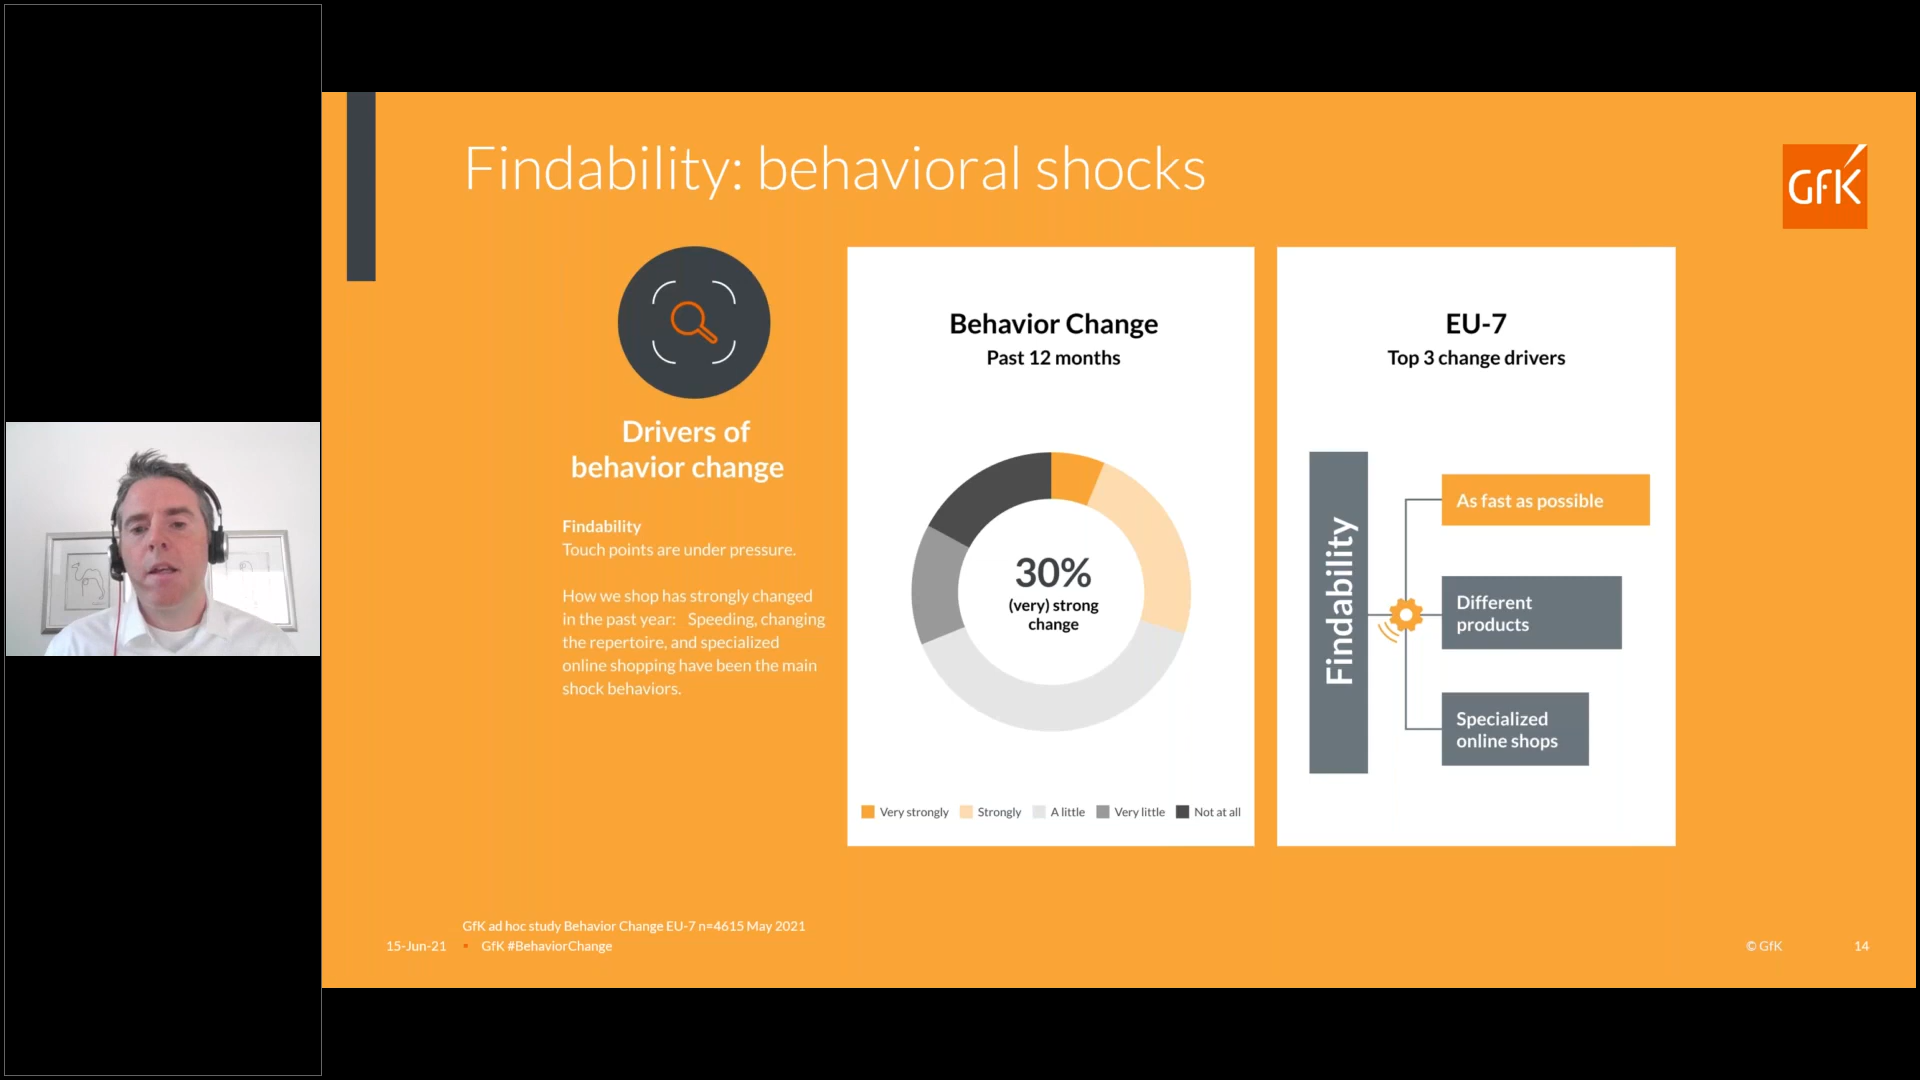 Findability: behavioral shocks
GfK
Drivers of
behavior change
Findability
Touch points are under pressure.
How we shop has strongly changed
in the past year: Speeding, changing
the repertoire, and specialized
online shopping have been the main
shock behaviors.
Behavior Change
Past 12 months
30%
(very) strong
change
Very strongly
Strongly
A little
Very little
Not at all
EU-7
Top 3 change drivers
Findability
As fast as possible
Different
products
Specialized
online shops
GfK ad hoc study Behavior Change EU-7 n=4615 May 2021
15-Jun-21 ▪ GfK #BehaviorChange
© GfK
14